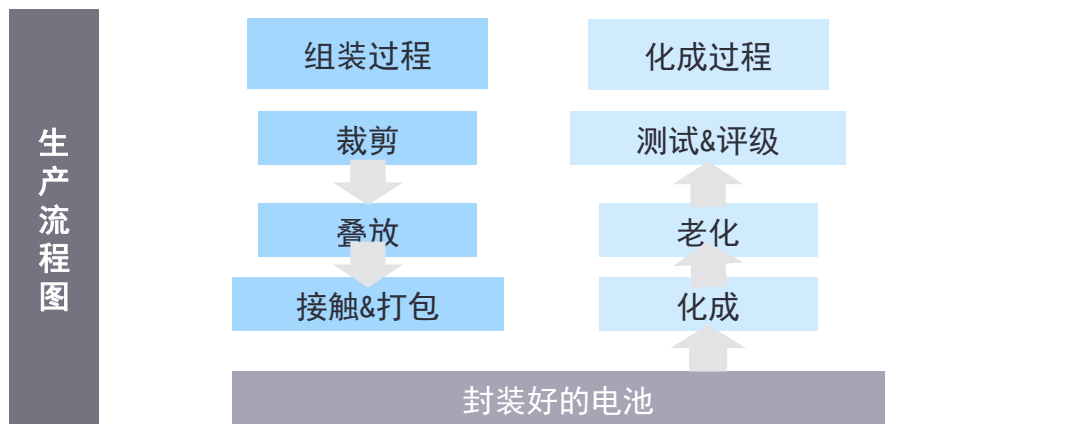 生产流程图
组装过程
裁剪
叠放
接触&打包
化成过程
测试&评级
老化
化成
封装好的电池